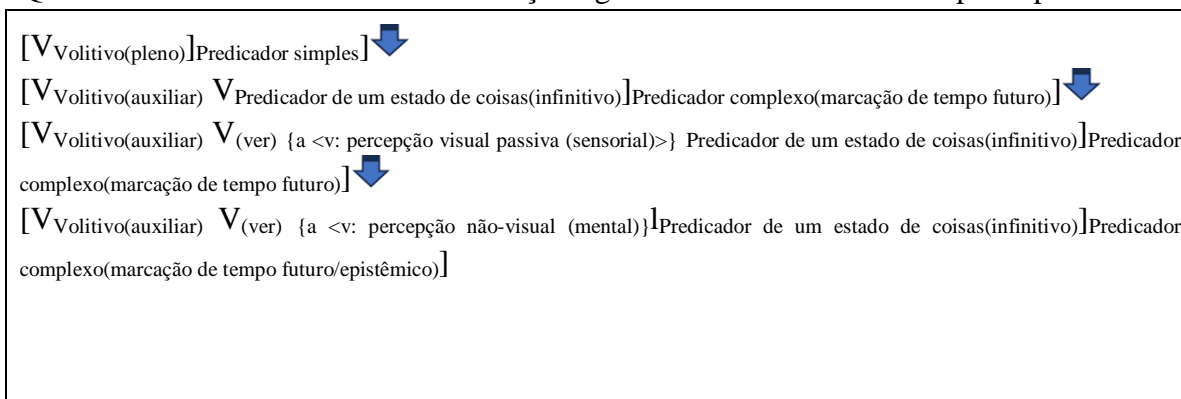 [VVolitivo(pleno)]Predicador simples]
[VVolitivo(auxiliar) VPredicador de um estado de coisas(infinitivo)]Predicador complexo(marcação de tempo futuro)]
[VVolitivo(auxiliar) V(ver) {a <v: percepção visual passiva (sensorial)>} Predicador de um estado de coisas(infinitivo)]Predicador
complexo(marcação de tempo futuro)]
[VVolitivo(auxiliar) V(ver) {a <v: percepção não-visual (mental)}]Predicador de um estado de coisas(infinitivo)]Predicador
complexo(marcação de tempo futuro/epistêmico)]